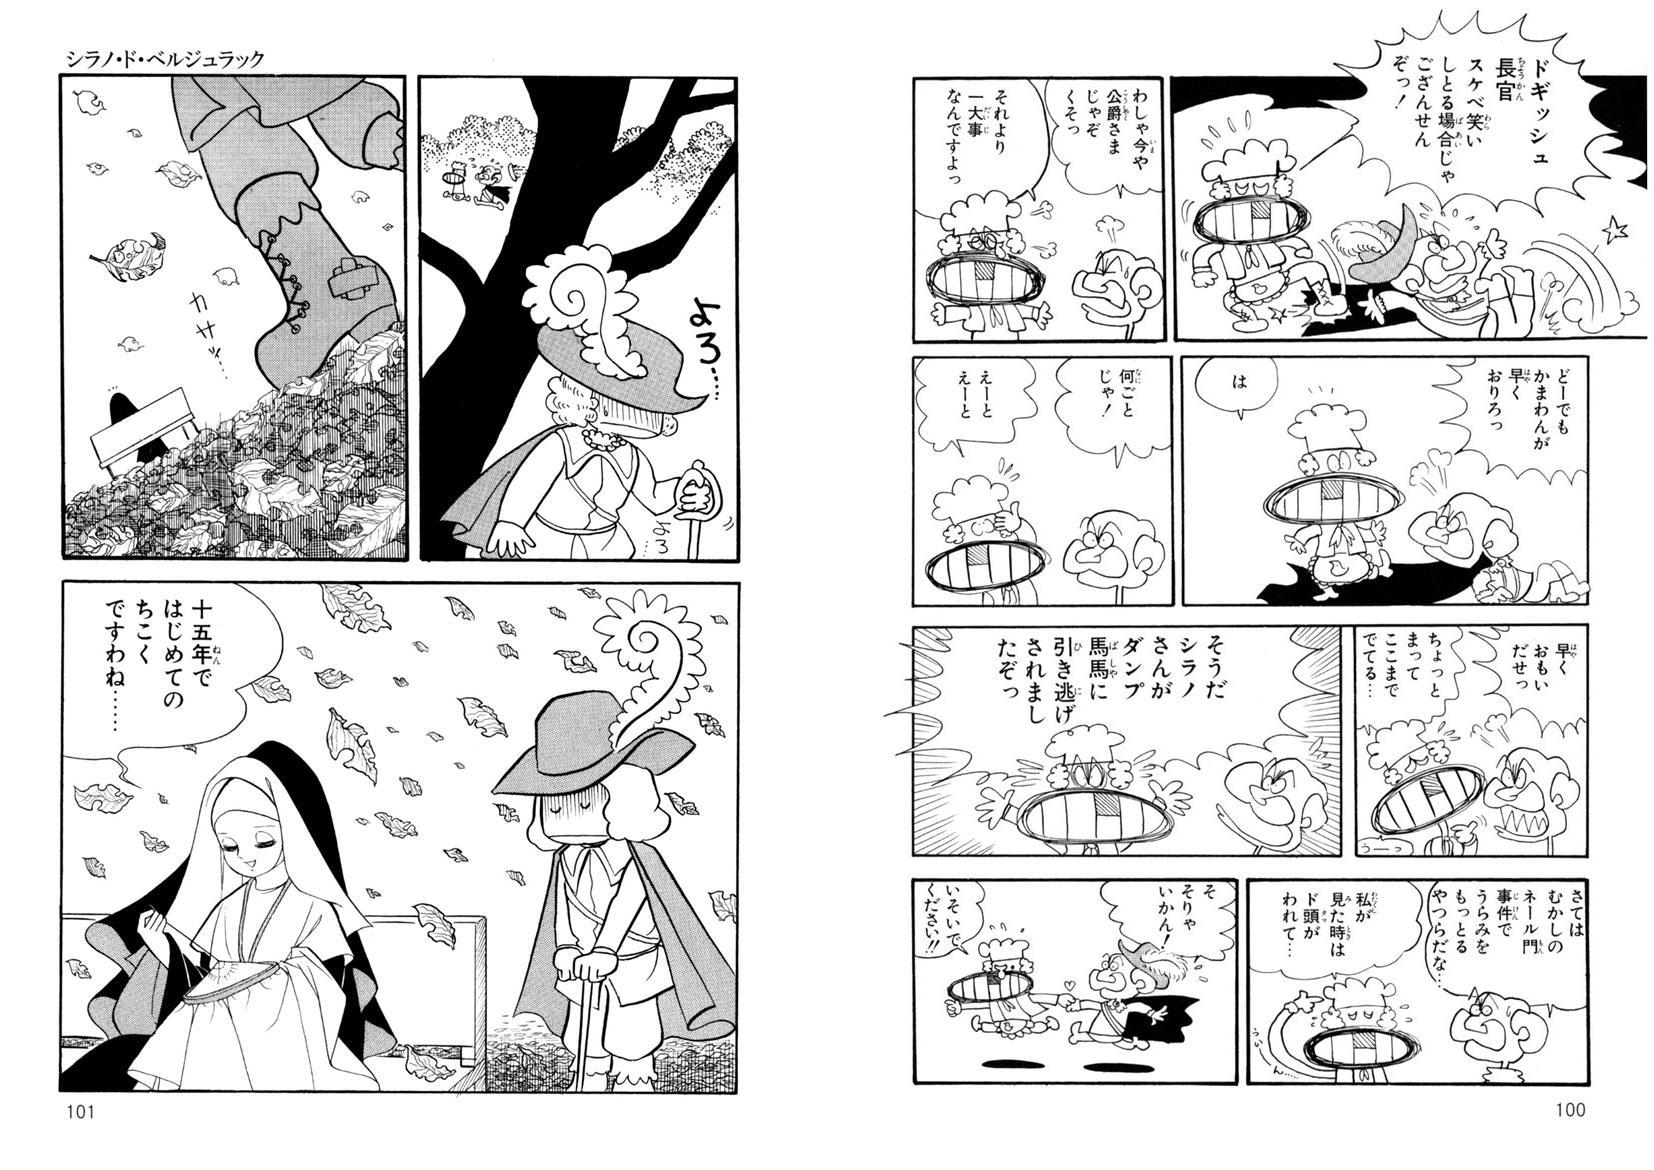 ドギッシュ
長官
スケベ笑い
しとる場合じゃ
ござんせん
ぞっ!
わしゃ今や
公爵さま
じゃぞ
くそっ
それより
一大事
なんですよっ
どーでも
かまわんが
早く
おりろっ
は
何ごと
じゃ!
えーと
えーと
早く
おもい
だせっ
ちょっと
まって
ここまで
でてる…
うーっ
そうだ
シラノ
さんが
ダンプ
馬馬に
引き逃げ
されまし
たぞっ
さては
むかしの
ネール門
事件で
うらみを
もっとる
やつらだな…
私が
見た時は
ド頭が
われて…
そ
そりゃ
いかん!
いそいで
ください!!
100
シラノ・ド・ベルジュラック
よろ……
よろ…
カサッ…
十五年で
はじめての
ちこく
ですわね……
101